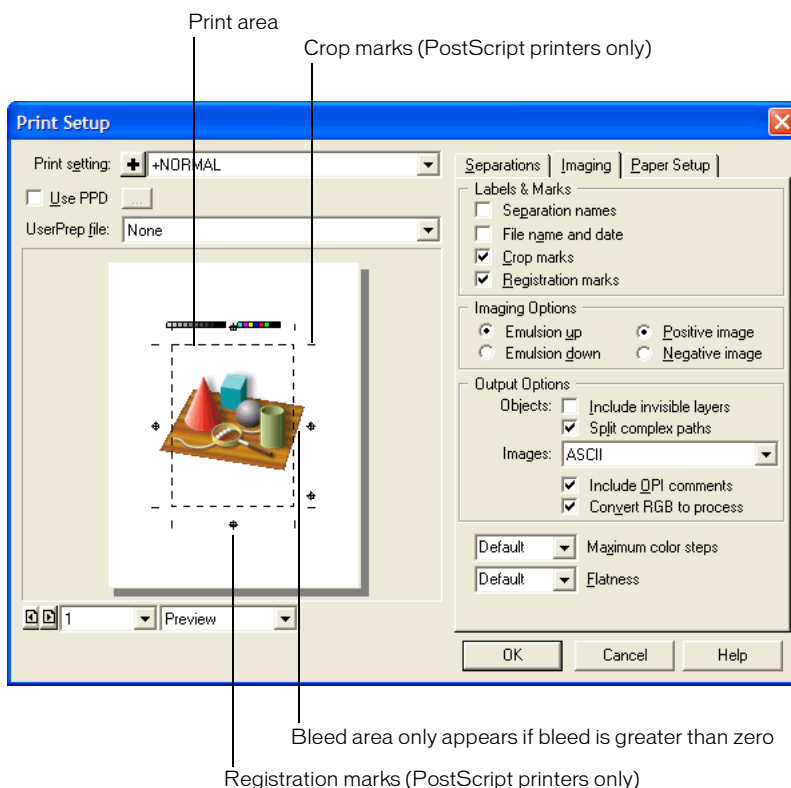 Print area
Crop marks (PostScript printers only)
Print Setup
Print setting: +NORMAL
Use PPD ...
UserPrep file: None
1 Preview
Separations Imaging Paper Setup
Labels & Marks
Separation names
File name and date
Crop marks
Registration marks
Imaging Options
Emulsion up Positive image
Emulsion down Negative image
Output Options
Objects: Include invisible layers
Split complex paths
Images: ASCII
Include OPI comments
Convert RGB to process
Default Maximum color steps
Default Flatness
OK Cancel Help
Bleed area only appears if bleed is greater than zero
Registration marks (PostScript printers only)